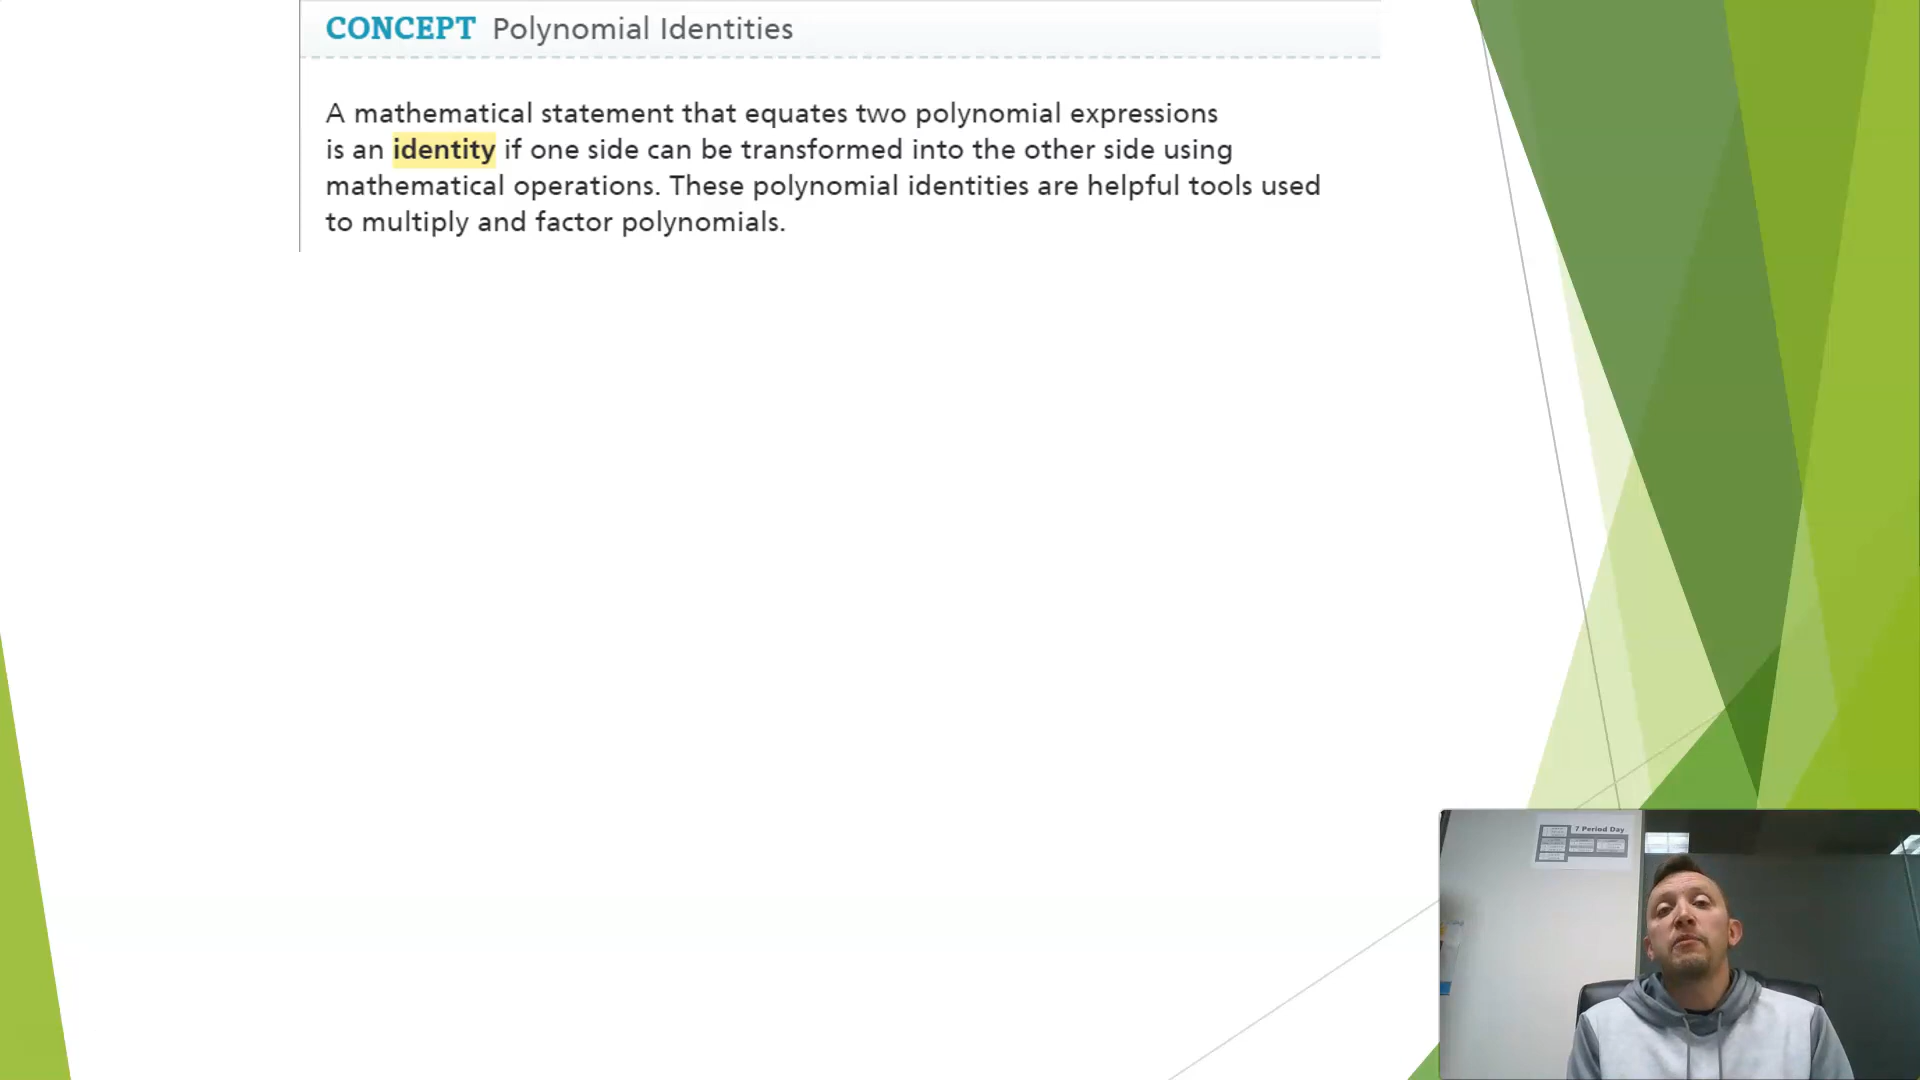 CONCEPT Polynomial Identities
A mathematical statement that equates two polynomial expressions
is an identity if one side can be transformed into the other side using
mathematical operations. These polynomial identities are helpful tools used
to multiply and factor polynomials.
7 Period Day